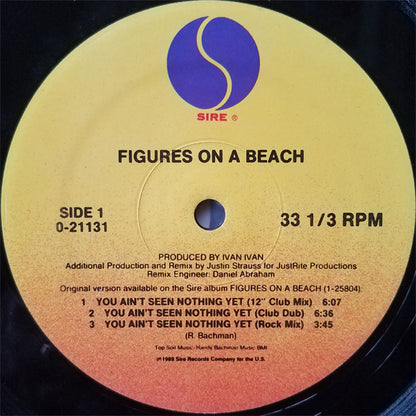 SIRE ®
FIGURES ON A BEACH
SIDE 1
0-21131
33 1/3 RPM
PRODUCED BY IVAN IVAN
Additional Production and Remix by Justin Strauss for JustRite Productions
Remix Engineer: Daniel Abraham
Original version available on the Sire album FIGURES ON A BEACH (1-25804):
1 YOU AIN'T SEEN NOTHING YET (12" Club Mix) 6:07
2 YOU AIN'T SEEN NOTHING YET (Club Dub) 6:36
3 YOU AIN'T SEEN NOTHING YET (Rock Mix) 3:45
(R. Bachman)
Top Soil Music/Randy Bachman Music BMI
℗ 1989 Sire Records Company for the U.S.